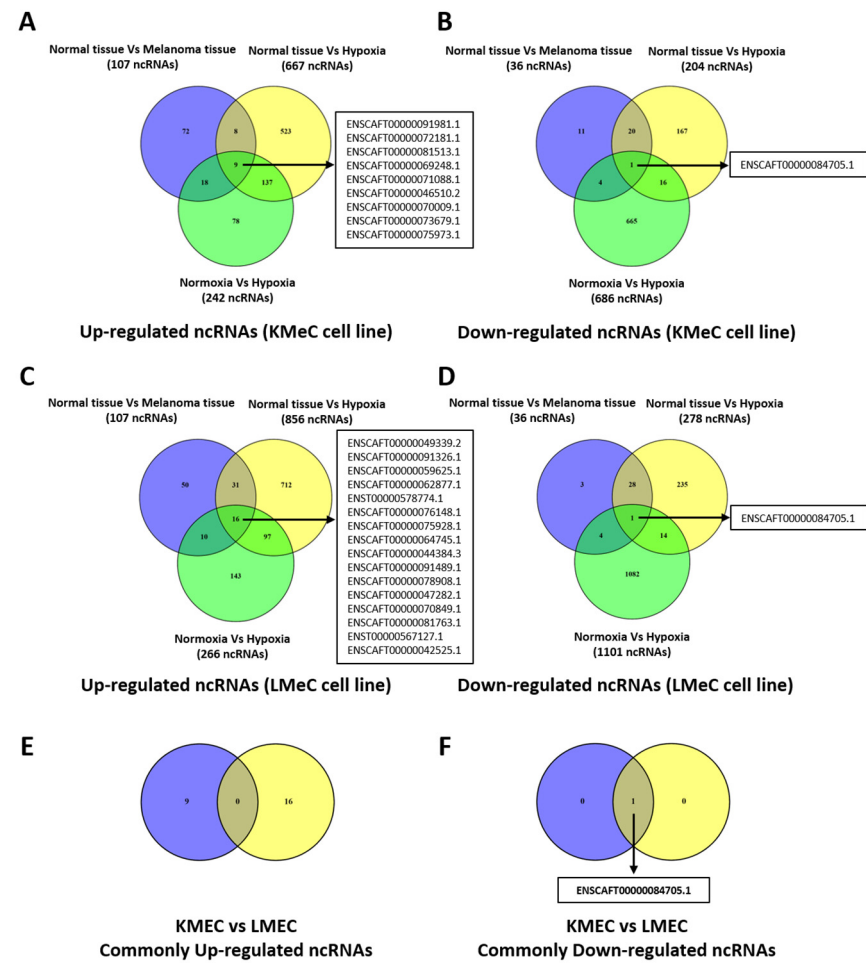 A
Normal tissue Vs Melanoma tissue
(107 ncRNAs)
Normal tissue Vs Hypoxia
(667 ncRNAs)
72
8
523
9
18
137
78
ENSCAFT00000091981.1
ENSCAFT00000072181.1
ENSCAFT00000081513.1
ENSCAFT00000069248.1
ENSCAFT00000071088.1
ENSCAFT00000046510.2
ENSCAFT00000070009.1
ENSCAFT00000073679.1
ENSCAFT00000075973.1
Normoxia Vs Hypoxia
(242 ncRNAs)
Up-regulated ncRNAs (KMeC cell line)
B
Normal tissue Vs Melanoma tissue
(36 ncRNAs)
Normal tissue Vs Hypoxia
(204 ncRNAs)
11
20
167
1
4
16
665
ENSCAFT00000084705.1
Normoxia Vs Hypoxia
(686 ncRNAs)
Down-regulated ncRNAs (KMeC cell line)
C
Normal tissue Vs Melanoma tissue
(107 ncRNAs)
Normal tissue Vs Hypoxia
(856 ncRNAs)
50
31
712
16
10
97
143
ENSCAFT00000049339.2
ENSCAFT00000091326.1
ENSCAFT00000059625.1
ENSCAFT00000062877.1
ENST00000578774.1
ENSCAFT00000076148.1
ENSCAFT00000075928.1
ENSCAFT00000064745.1
ENSCAFT00000044384.3
ENSCAFT00000091489.1
ENSCAFT00000078908.1
ENSCAFT00000047282.1
ENSCAFT00000070849.1
ENSCAFT00000081763.1
ENST00000567127.1
ENSCAFT00000042525.1
Normoxia Vs Hypoxia
(266 ncRNAs)
Up-regulated ncRNAs (LMeC cell line)
D
Normal tissue Vs Melanoma tissue
(36 ncRNAs)
Normal tissue Vs Hypoxia
(278 ncRNAs)
3
28
235
1
4
14
1082
ENSCAFT00000084705.1
Normoxia Vs Hypoxia
(1101 ncRNAs)
Down-regulated ncRNAs (LMeC cell line)
E
9
0
16
KMEC vs LMEC
Commonly Up-regulated ncRNAs
F
0
1
0
ENSCAFT00000084705.1
KMEC vs LMEC
Commonly Down-regulated ncRNAs